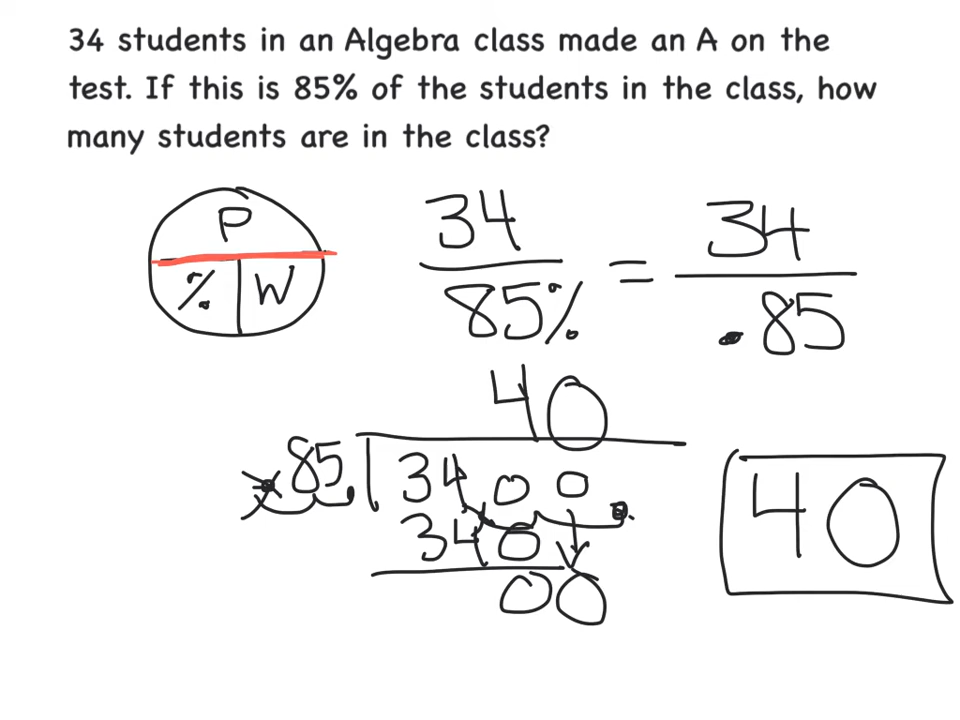 34 students in an Algebra class made an A on the
test. If this is 85% of the students in the class, how
many students are in the class?
P
% W
34 / 85% = 34 / .85
40
.85 34.00.
340
00
40